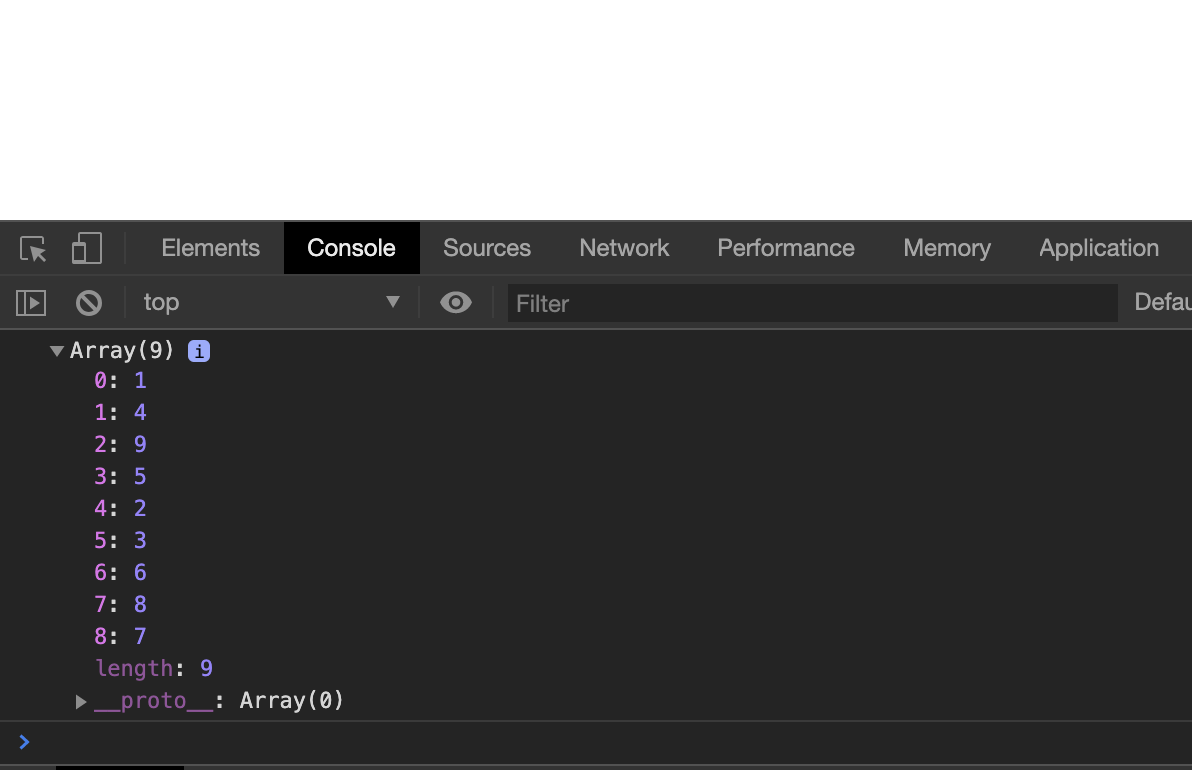 Elements Console Sources Network Performance Memory Application
top Filter Defau
Array(9) i
0: 1
1: 4
2: 9
3: 5
4: 2
5: 3
6: 6
7: 8
8: 7
length: 9
__proto__: Array(0)